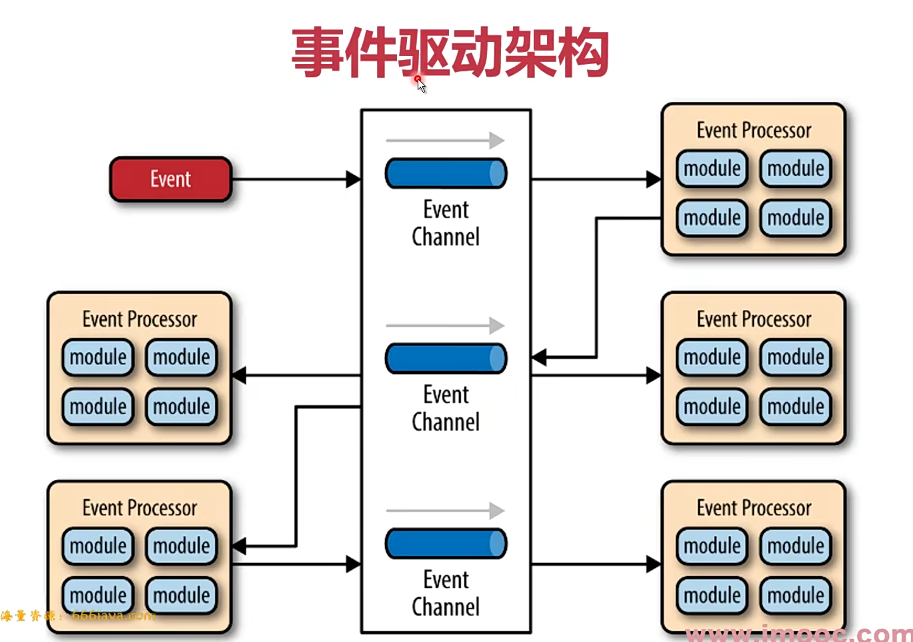 事件驱动架构
Event
Event
Channel
Event Processor
module module
module module
Event Processor
module module
module module
Event
Channel
Event Processor
module module
module module
Event Processor
module module
module module
Event
Channel
Event Processor
module module
module module
海量资源：666java.com
www.imooc.com